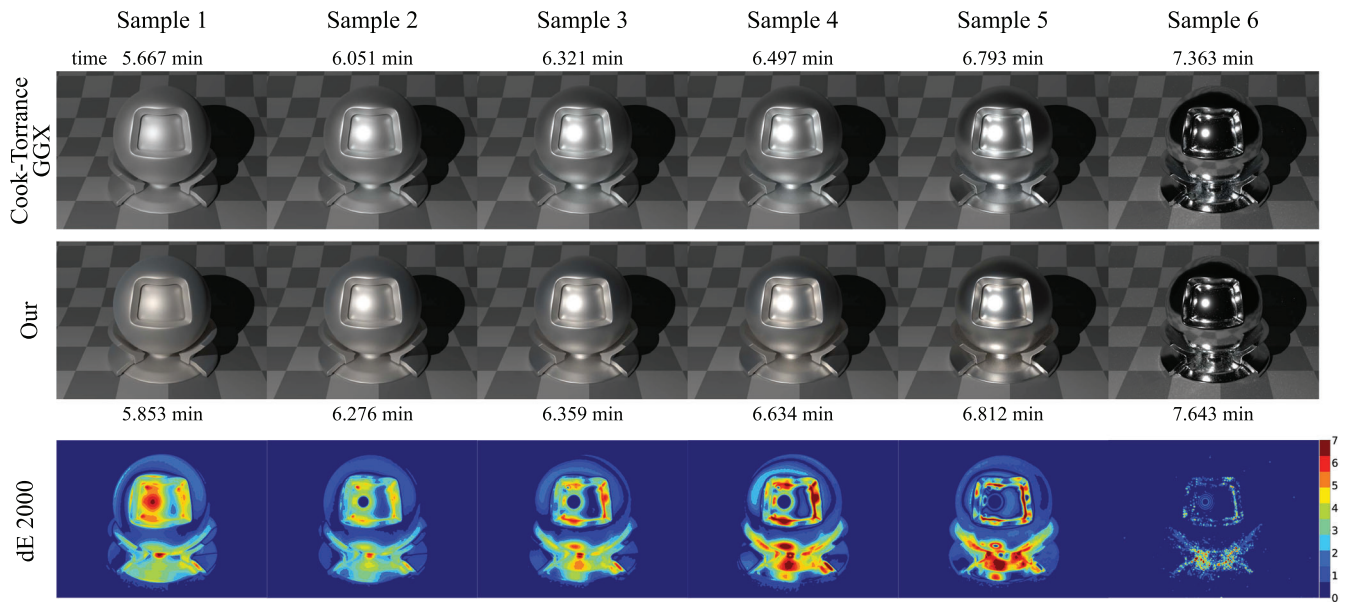 Sample 1 Sample 2 Sample 3 Sample 4 Sample 5 Sample 6
time 5.667 min 6.051 min 6.321 min 6.497 min 6.793 min 7.363 min
Cook-Torrance
GGX
Our
5.853 min 6.276 min 6.359 min 6.634 min 6.812 min 7.643 min
dE 2000
7
6
5
4
3
2
1
0